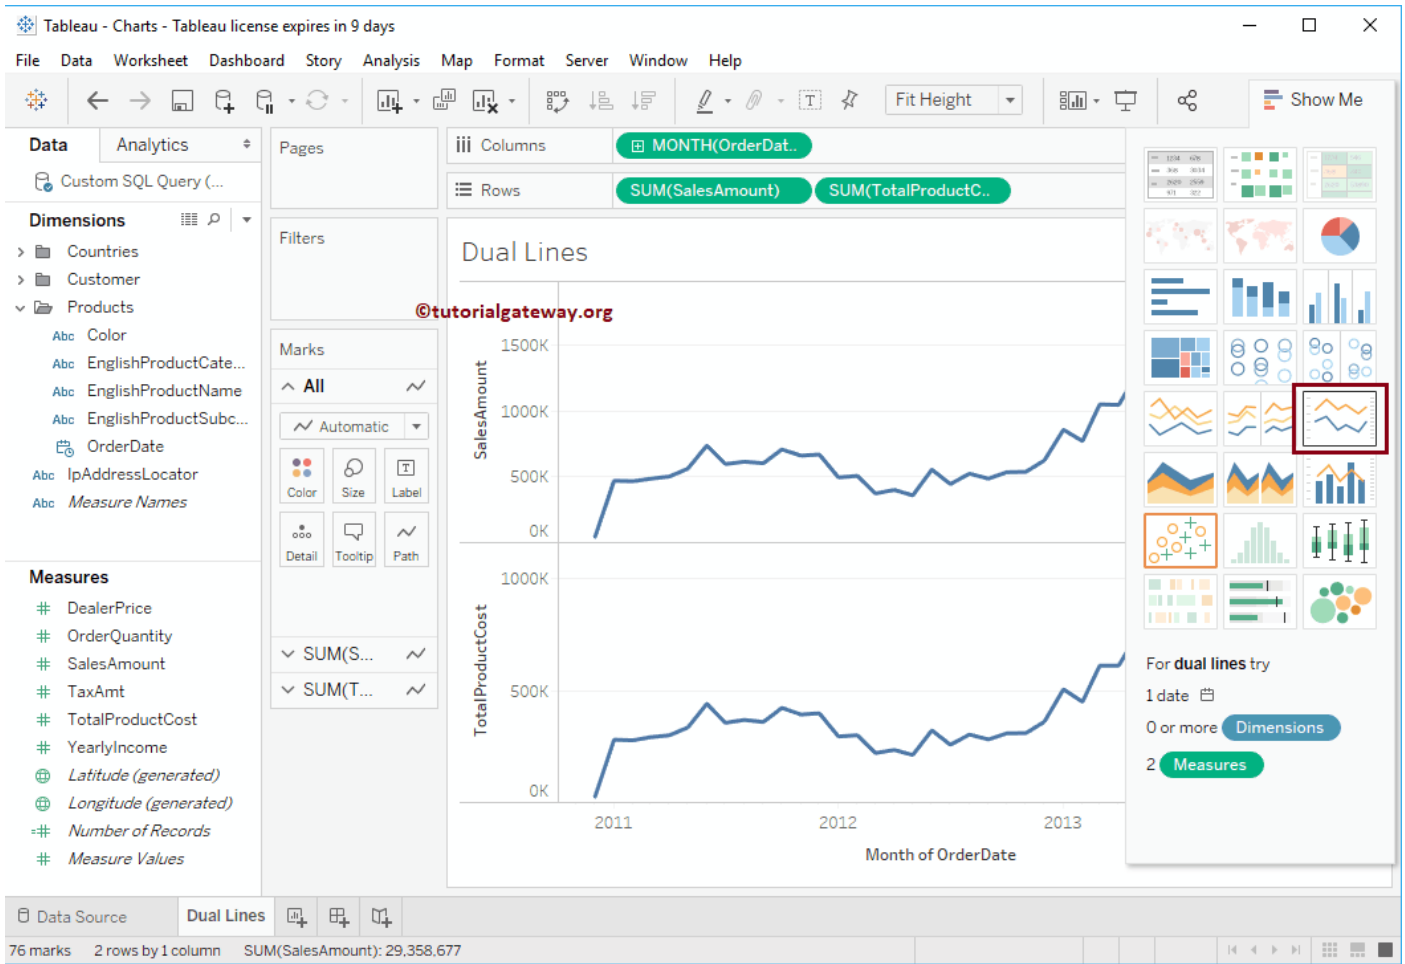 Tableau - Charts - Tableau license expires in 9 days
File Data Worksheet Dashboard Story Analysis Map Format Server Window Help
Fit Height
Show Me
Data Analytics
Custom SQL Query (...
Dimensions
Countries
Customer
Products
Abc Color
Abc EnglishProductCate...
Abc EnglishProductName
Abc EnglishProductSubc...
OrderDate
Abc IpAddressLocator
Abc Measure Names
Measures
DealerPrice
OrderQuantity
SalesAmount
TaxAmt
TotalProductCost
YearlyIncome
Latitude (generated)
Longitude (generated)
Number of Records
Measure Values
Pages
Filters
Marks
All
Automatic
Color Size Label
Detail Tooltip Path
SUM(S...
SUM(T...
Columns MONTH(OrderDat..
Rows SUM(SalesAmount) SUM(TotalProductC..
Dual Lines
©tutorialgateway.org
SalesAmount
1500K
1000K
500K
0K
TotalProductCost
1000K
500K
0K
2011 2012 2013
Month of OrderDate
For dual lines try
1 date
0 or more Dimensions
2 Measures
Data Source Dual Lines
76 marks 2 rows by 1 column SUM(SalesAmount): 29,358,677